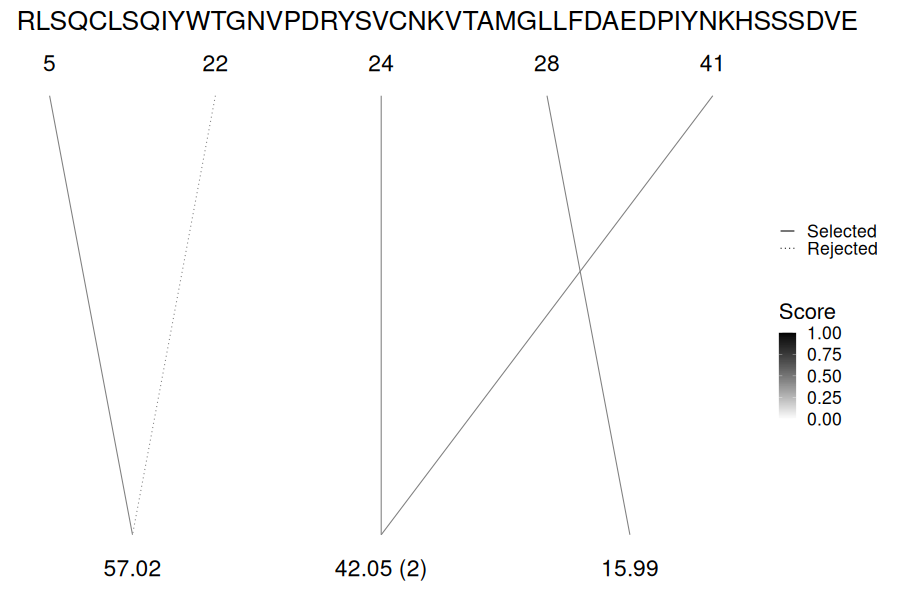 RLSQCLSQIYWTGNVPDRYSVCNKVTAMGLLFDAEDPIYNKHSSSDVE
5 22 24 28 41
Selected
Rejected
Score
1.00
0.75
0.50
0.25
0.00
57.02 42.05 (2) 15.99